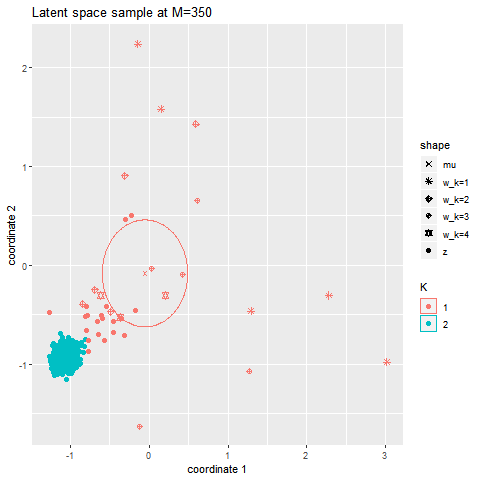 Latent space sample at M=350
2
1
0
-1
coordinate 2
-1
0
1
2
3
coordinate 1
shape
mu
w_k=1
w_k=2
w_k=3
w_k=4
z
K
1
2